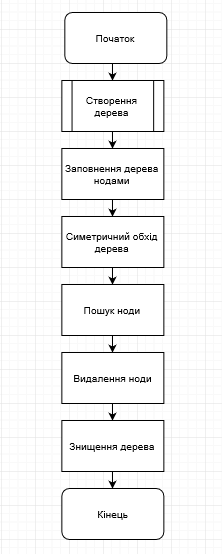 Початок
Створення
дерева
Заповнення дерева
нодами
Симетричний обхід
дерева
Пошук ноди
Видалення ноди
Знищення дерева
Кінець